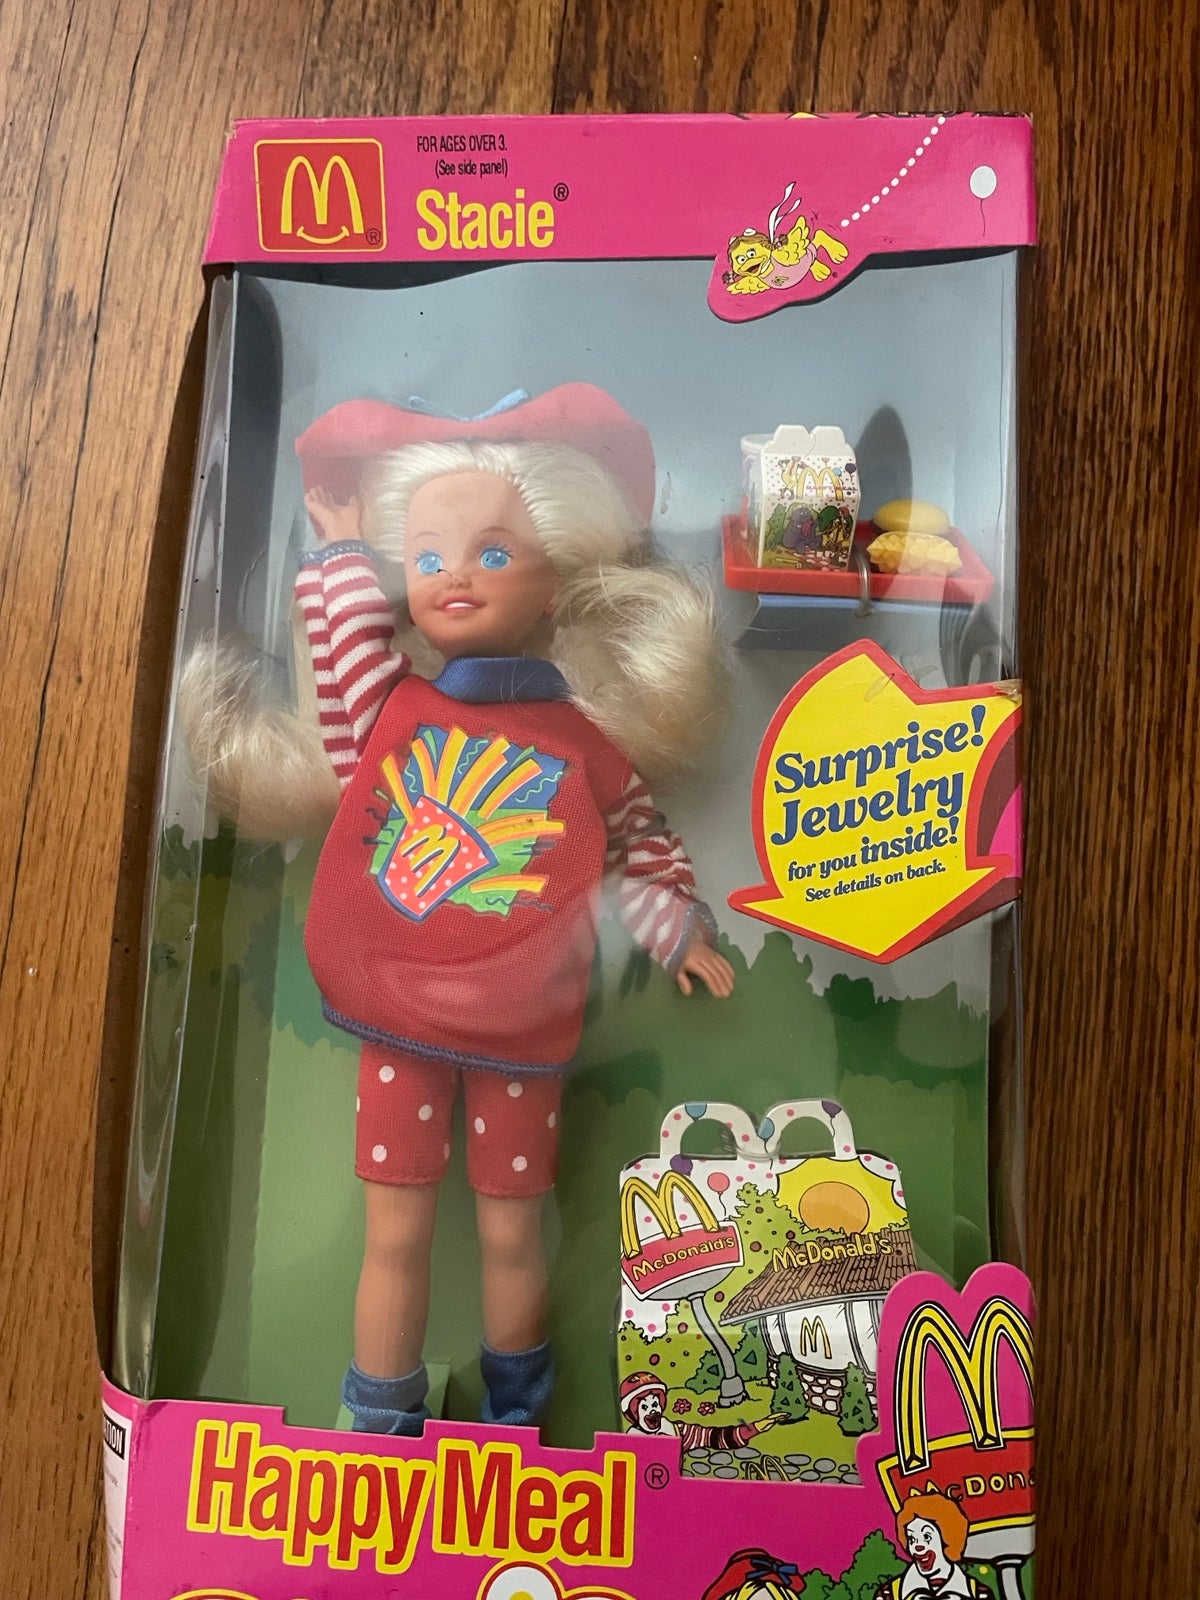 FOR AGES OVER 3.
(See side panel)
M®
Stacie®
M
Surprise!
Jewelry
for you inside!
See details on back.
M
M
McDonald's
McDonald's
M
M
McDon
Happy Meal®